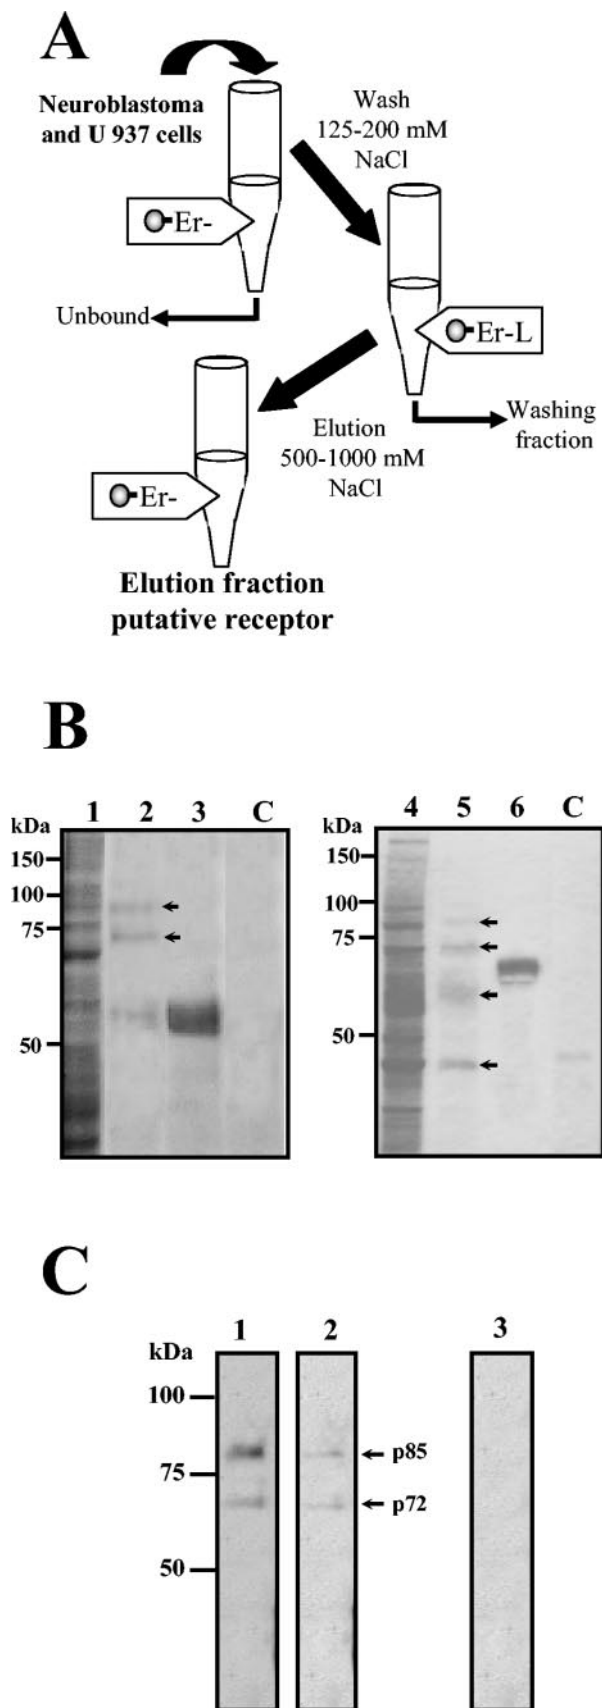 A
Neuroblastoma
and U 937 cells
Wash
125-200 mM
NaCl
Er-
Unbound
Er-L
Washing
fraction
Elution
500-1000 mM
NaCl
Er-
Elution fraction
putative receptor
B
kDa 1 2 3 C
150
100
75
50
kDa 4 5 6 C
150
100
75
50
C
kDa 1 2 3
100
p85
75
p72
50